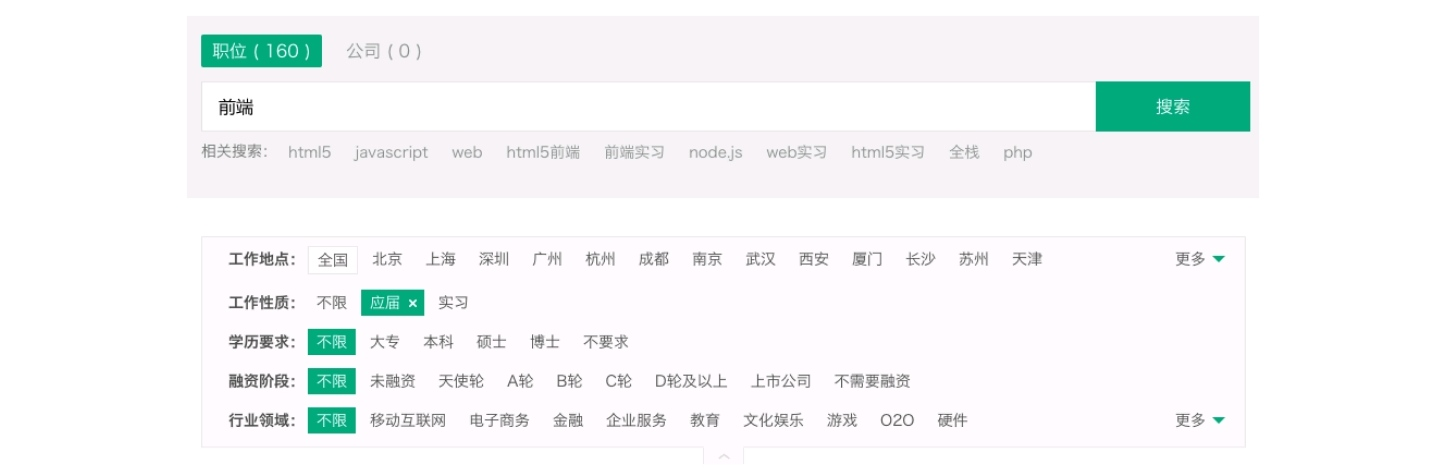 职位 ( 160 ) 公司 ( 0 )
前端 搜索
相关搜索： html5 javascript web html5前端 前端实习 node.js web实习 html5实习 全栈 php
工作地点： 全国 北京 上海 深圳 广州 杭州 成都 南京 武汉 西安 厦门 长沙 苏州 天津 更多
工作性质： 不限 应届 × 实习
学历要求： 不限 大专 本科 硕士 博士 不要求
融资阶段： 不限 未融资 天使轮 A轮 B轮 C轮 D轮及以上 上市公司 不需要融资
行业领域： 不限 移动互联网 电子商务 金融 企业服务 教育 文化娱乐 游戏 O2O 硬件 更多